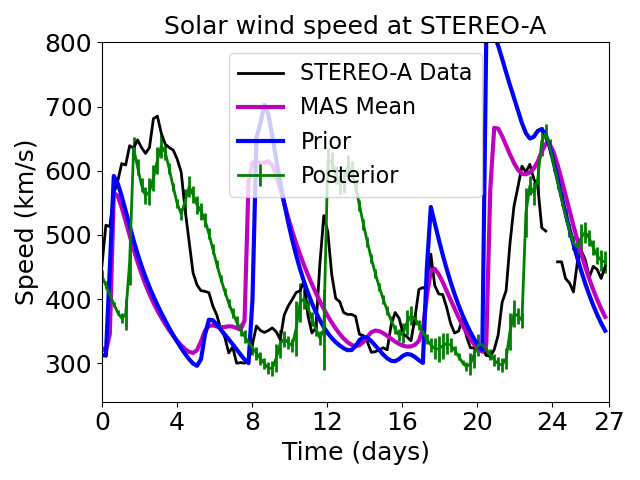 Solar wind speed at STEREO-A
800
700
600
500
400
300
Speed (km/s)
STEREO-A Data
MAS Mean
Prior
Posterior
0 4 8 12 16 20 24 27
Time (days)